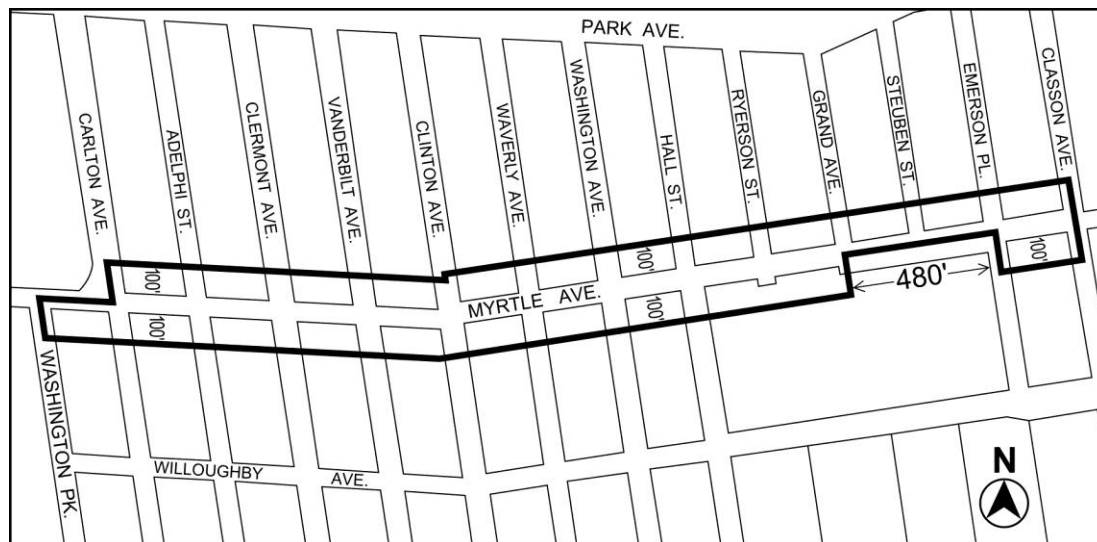 PARK AVE.
CARLTON AVE.
ADELPHI ST.
CLERMONT AVE.
VANDERBILT AVE.
CLINTON AVE.
WAVERLY AVE.
WASHINGTON AVE.
HALL ST.
RYERSON ST.
GRAND AVE.
STEUBEN ST.
EMERSON PL.
CLASSON AVE.
100'
100'
100'
480'
MYRTLE AVE.
100'
100'
WASHINGTON PK.
WILLOUGHBY AVE.
N